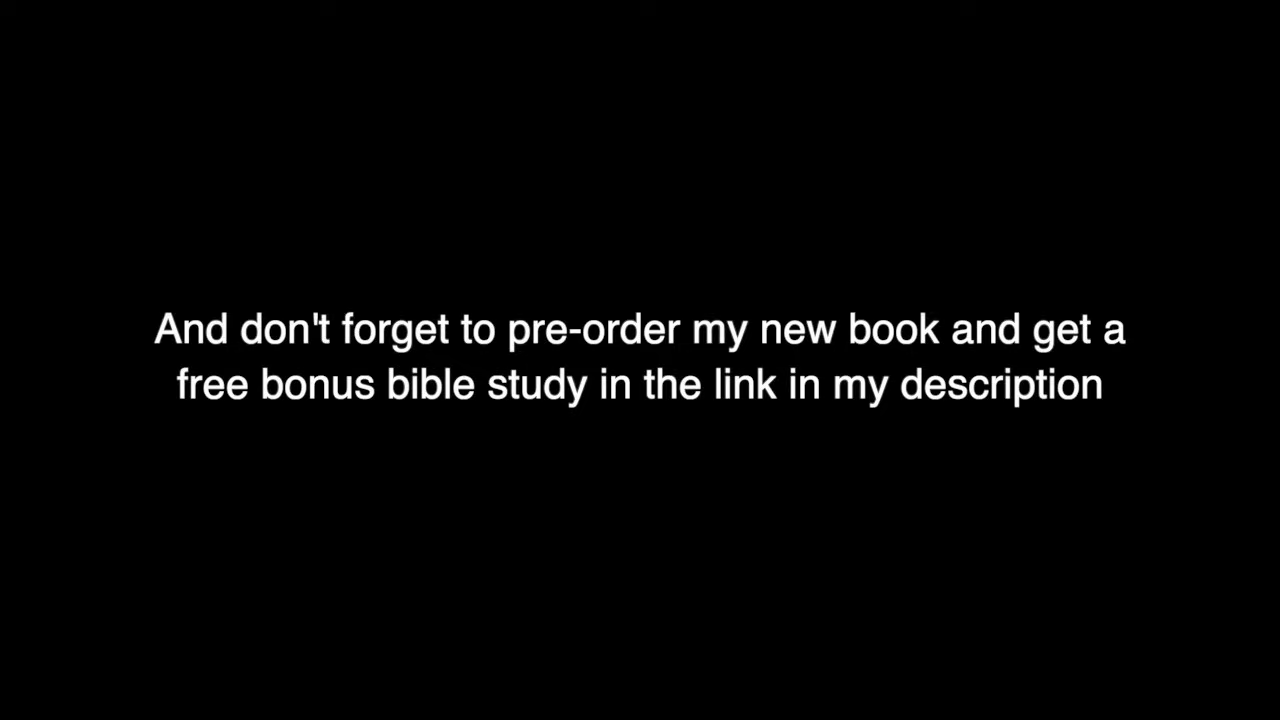 And don't forget to pre-order my new book and get a
free bonus bible study in the link in my description